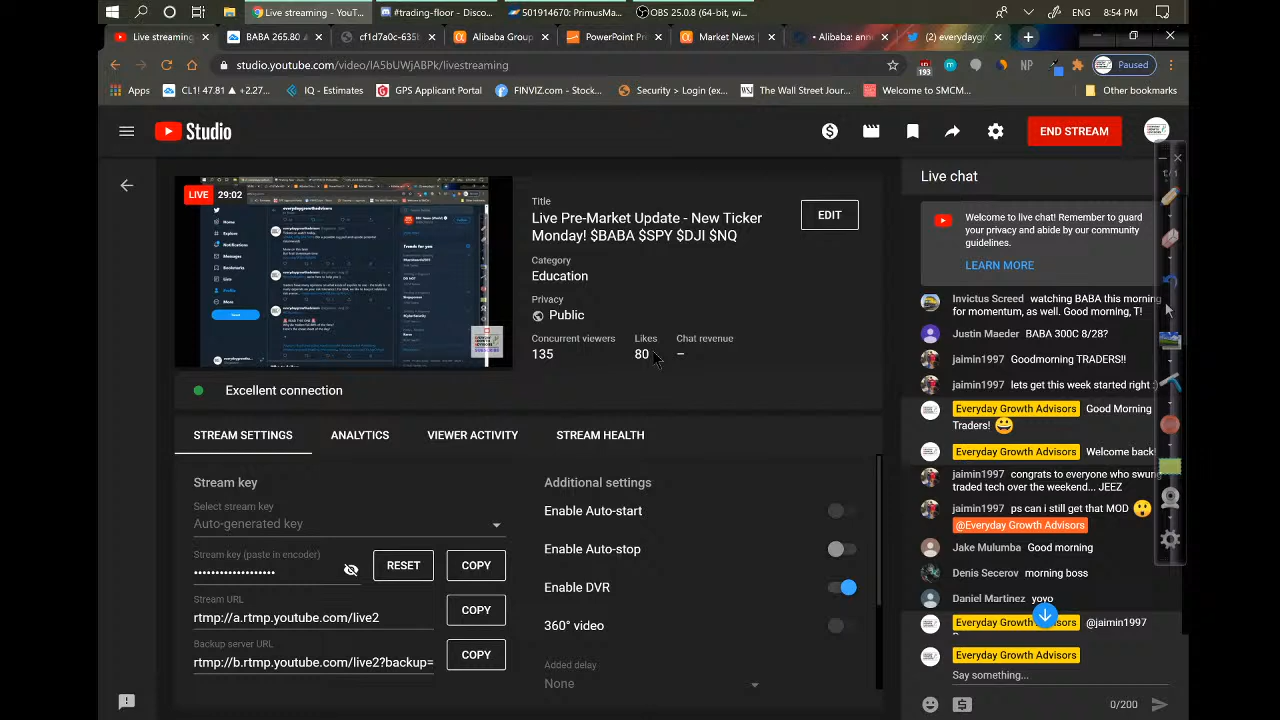 Live streaming - YouT...
#trading-floor - Disco...
501914670: PrimusMa...
OBS 25.0.8 (64-bit, wi...
ENG
8:54 PM
Live streaming
BABA 265.80
cf1d7a0c-635b
Alibaba Group
PowerPoint Pr
Market News
Alibaba: anno
(2) everydaygr
studio.youtube.com/video/lA5bUWjABPk/livestreaming
193
NP
Paused
Apps
CL1! 47.81 ▲ +2.27...
IQ - Estimates
GPS Applicant Portal
FINVIZ.com - Stock...
Security > Login (ex...
The Wall Street Jour...
Welcome to SMCM...
Other bookmarks
Studio
END STREAM
LIVE 29:02
Title
Live Pre-Market Update - New Ticker
Monday! $BABA $SPY $DJI $NQ
EDIT
Category
Education
Privacy
Public
Concurrent viewers
135
Likes
80
Chat revenue
–
Excellent connection
STREAM SETTINGS
ANALYTICS
VIEWER ACTIVITY
STREAM HEALTH
Stream key
Select stream key
Auto-generated key
Stream key (paste in encoder)
••••••••••••••••••
RESET
COPY
Stream URL
rtmp://a.rtmp.youtube.com/live2
COPY
Backup server URL
rtmp://b.rtmp.youtube.com/live2?backup=
COPY
Additional settings
Enable Auto-start
Enable Auto-stop
Enable DVR
360° video
Added delay
None
Live chat
1/1
Welcome to live chat! Remember to guard
your privacy and abide by our community
guidelines.
LEARN MORE
Invictus Speeed watching BABA this morning
for momentum, as well. Good morning T!
Justin Maeder BABA 300C 8/28?
jaimin1997 Goodmorning TRADERS!!
jaimin1997 lets get this week started right :)
Everyday Growth Advisors Good Morning
Traders! 😀
Everyday Growth Advisors Welcome back!
jaimin1997 congrats to everyone who swung
traded tech over the weekend... JEEZ
jaimin1997 ps can i still get that MOD 😲
@Everyday Growth Advisors
Jake Mulumba Good morning
Denis Secerov morning boss
Daniel Martinez yoyo
Everyday Growth Advisors @jaimin1997
Everyday Growth Advisors
Say something...
0/200